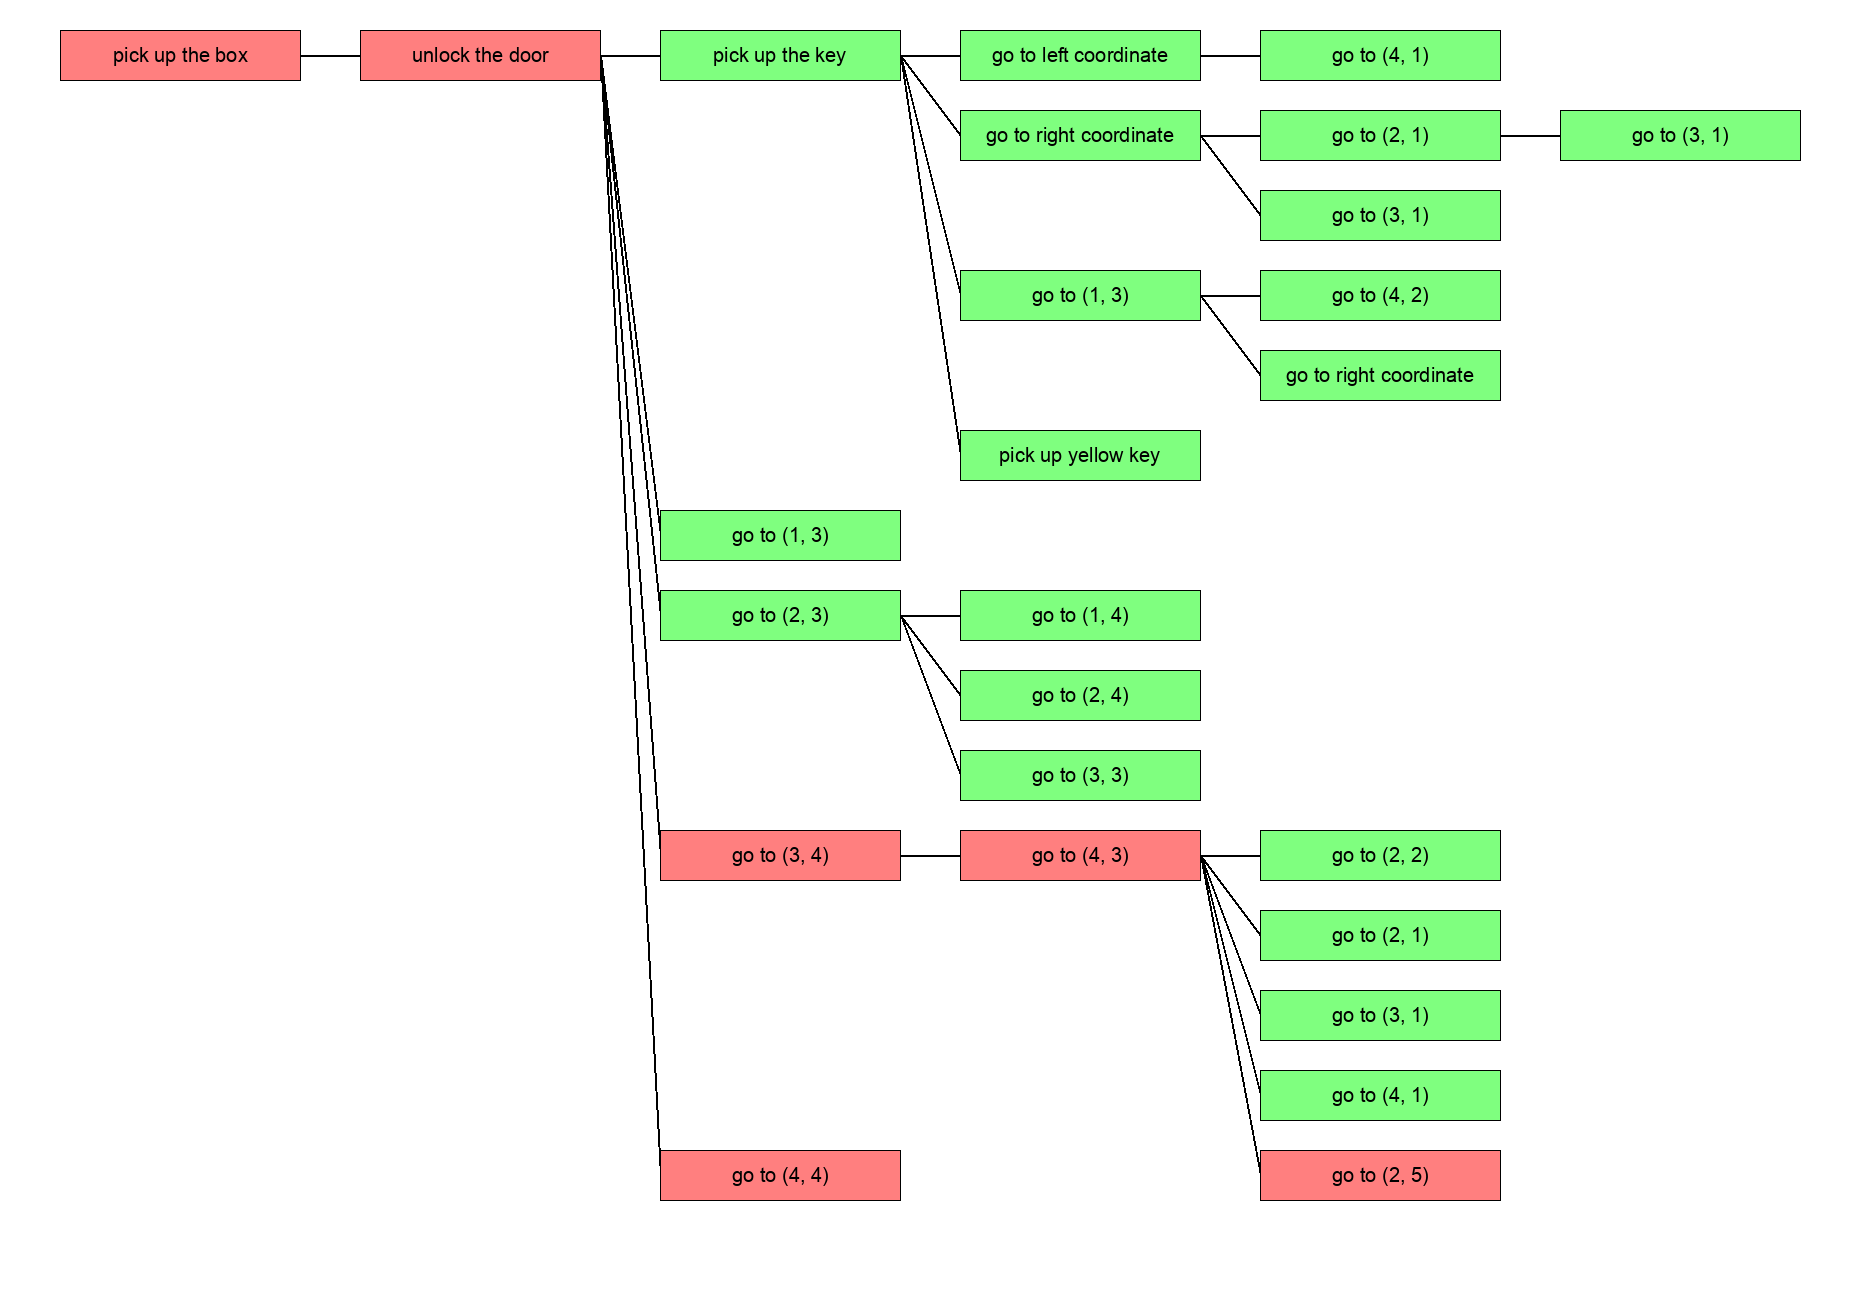 pick up the box
unlock the door
pick up the key
go to left coordinate
go to (4, 1)
go to right coordinate
go to (2, 1)
go to (3, 1)
go to (3, 1)
go to (1, 3)
go to (4, 2)
go to right coordinate
pick up yellow key
go to (1, 3)
go to (2, 3)
go to (1, 4)
go to (2, 4)
go to (3, 3)
go to (3, 4)
go to (4, 3)
go to (2, 2)
go to (2, 1)
go to (3, 1)
go to (4, 1)
go to (4, 4)
go to (2, 5)